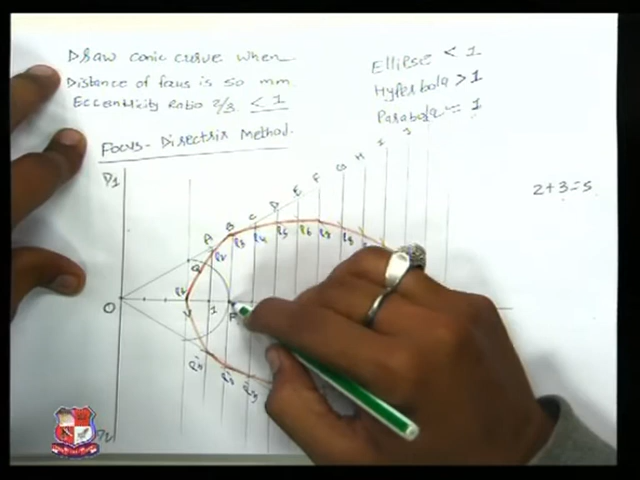 Draw conic curve when
Distance of focus is 50 mm
Eccentricity Ratio 2/3 < 1
Ellipse < 1
Hyperbola > 1
Parabola = 1
Focus-Directrix Method.
2+3=5
D1
A B C D E F G H I J
O
V 1 F